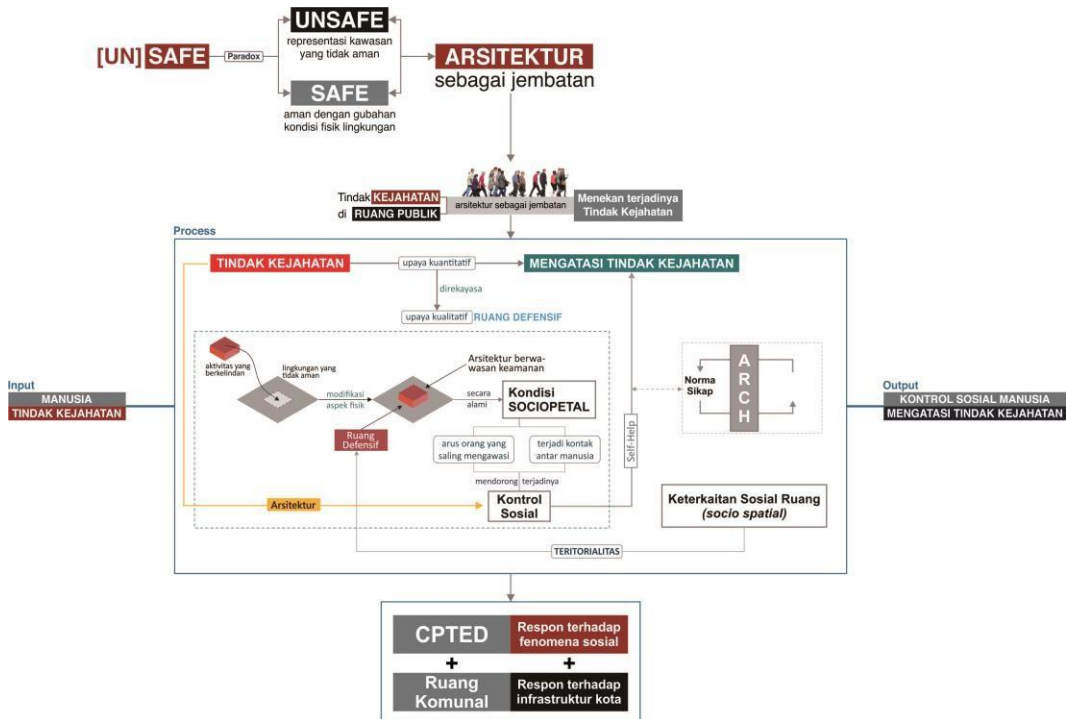 [UN] SAFE
Paradox
UNSAFE
representasi kawasan
yang tidak aman
SAFE
aman dengan gubahan
kondisi fisik lingkungan
ARSITEKTUR
sebagai jembatan
Tindak KEJAHATAN
di RUANG PUBLIK
arsitektur sebagai jembatan
Menekan terjadinya
Tindak Kejahatan
Process
TINDAK KEJAHATAN
upaya kuantitatif
MENGATASI TINDAK KEJAHATAN
direkayasa
upaya kualitatif
RUANG DEFENSIF
aktivitas yang
berkelindan
lingkungan yang
tidak aman
modifikasi
aspek fisik
Arsitektur berwa-
wasan keamanan
Ruang
Defensif
secara
alami
Kondisi
SOCIOPETAL
arus orang yang
saling mengawasi
terjadi kontak
antar manusia
mendorong terjadinya
Arsitektur
Kontrol
Sosial
Self-Help
Norma
Sikap
ARCH
Keterkaitan Sosial Ruang
(socio spatial)
TERITORIALITAS
Input
MANUSIA
TINDAK KEJAHATAN
Output
KONTROL SOSIAL MANUSIA
MENGATASI TINDAK KEJAHATAN
CPTED
Respon terhadap
fenomena sosial
+
+
Ruang
Komunal
Respon terhadap
infrastruktur kota